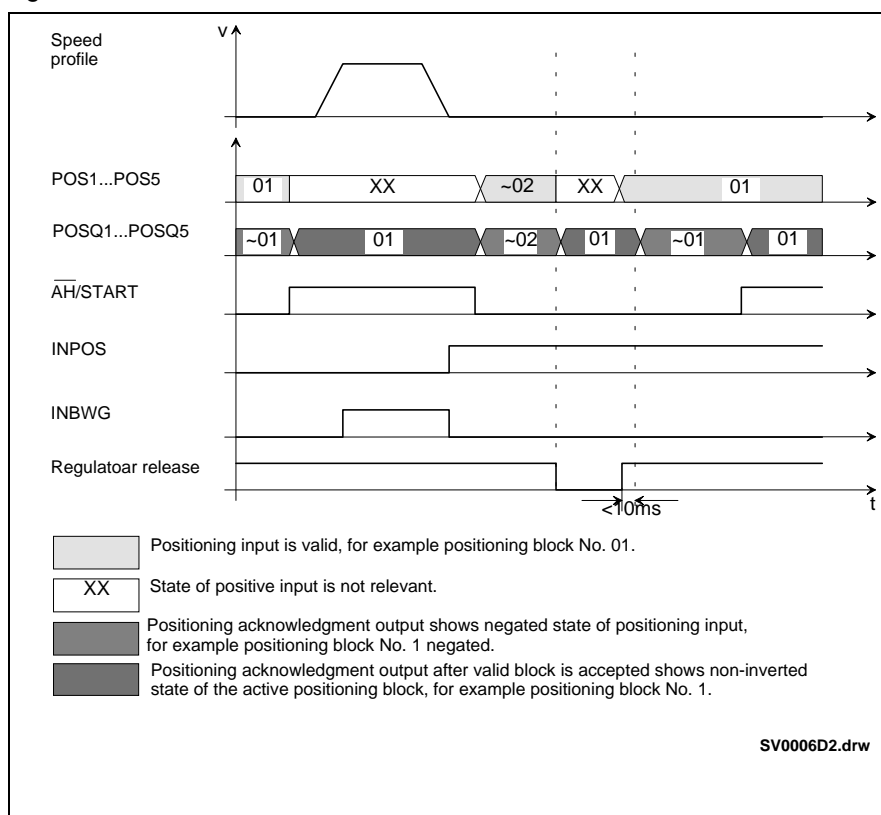 Speed
profile
v
POS1...POS5
01 XX ~02 XX 01
POSQ1...POSQ5
~01 01 ~02 01 ~01 01
A̅H̅/START
INPOS
INBWG
Regulatoar release
<10ms
t
Positioning input is valid, for example positioning block No. 01.
XX State of positive input is not relevant.
Positioning acknowledgment output shows negated state of positioning input,
for example positioning block No. 1 negated.
Positioning acknowledgment output after valid block is accepted shows non-inverted
state of the active positioning block, for example positioning block No. 1.
SV0006D2.drw